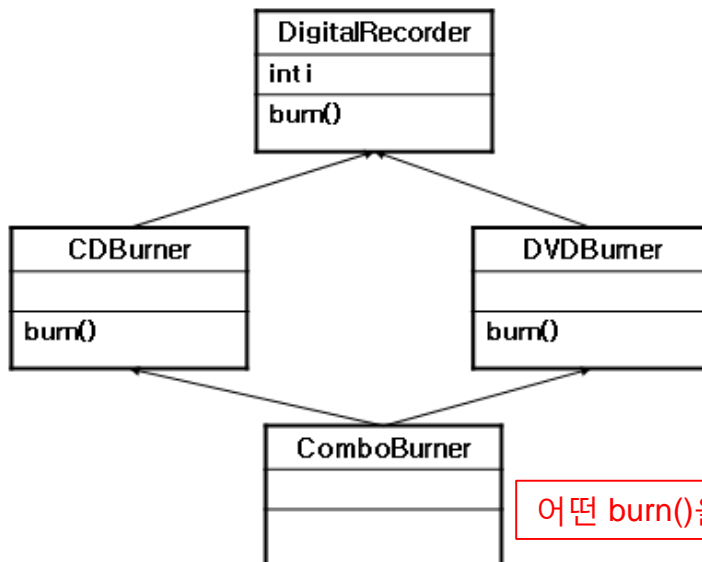 DigitalRecorder
int i
burn()
CDBurner
burn()
DVDBurner
burn()
ComboBurner
어떤 burn()